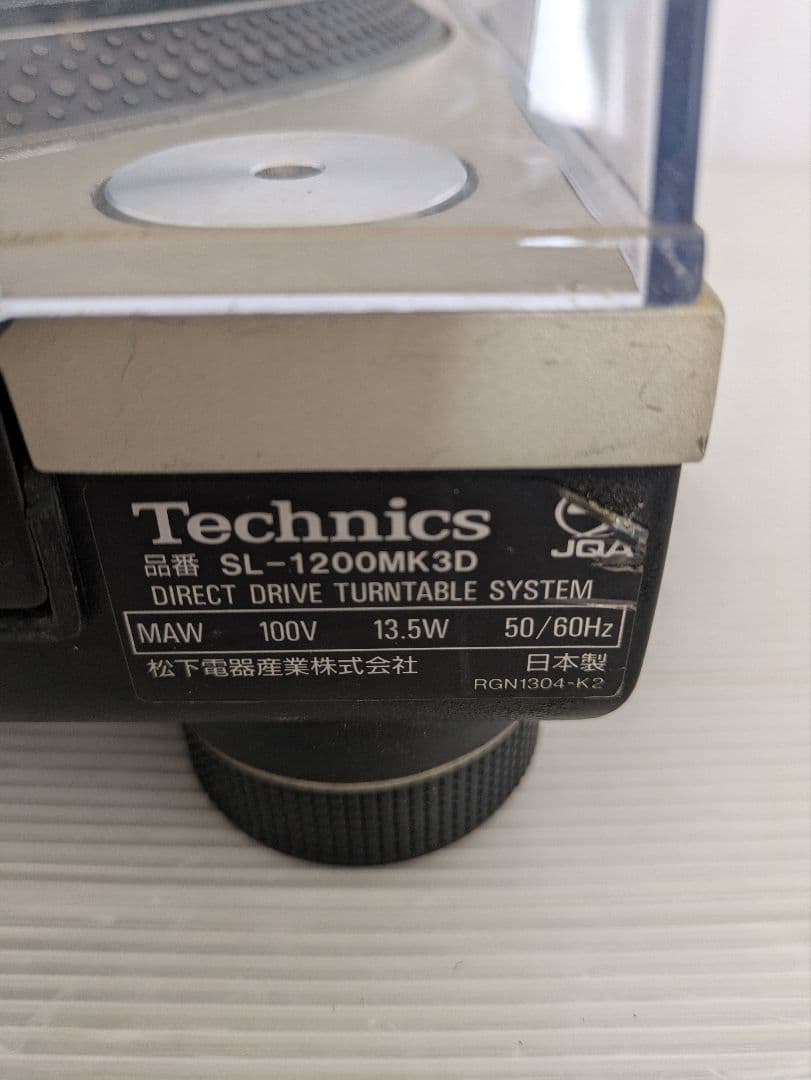 Technics
JQA
品番 SL-1200MK3D
DIRECT DRIVE TURNTABLE SYSTEM
MAW 100V 13.5W 50/60Hz
松下電器産業株式会社 日本製
RGN1304-K2